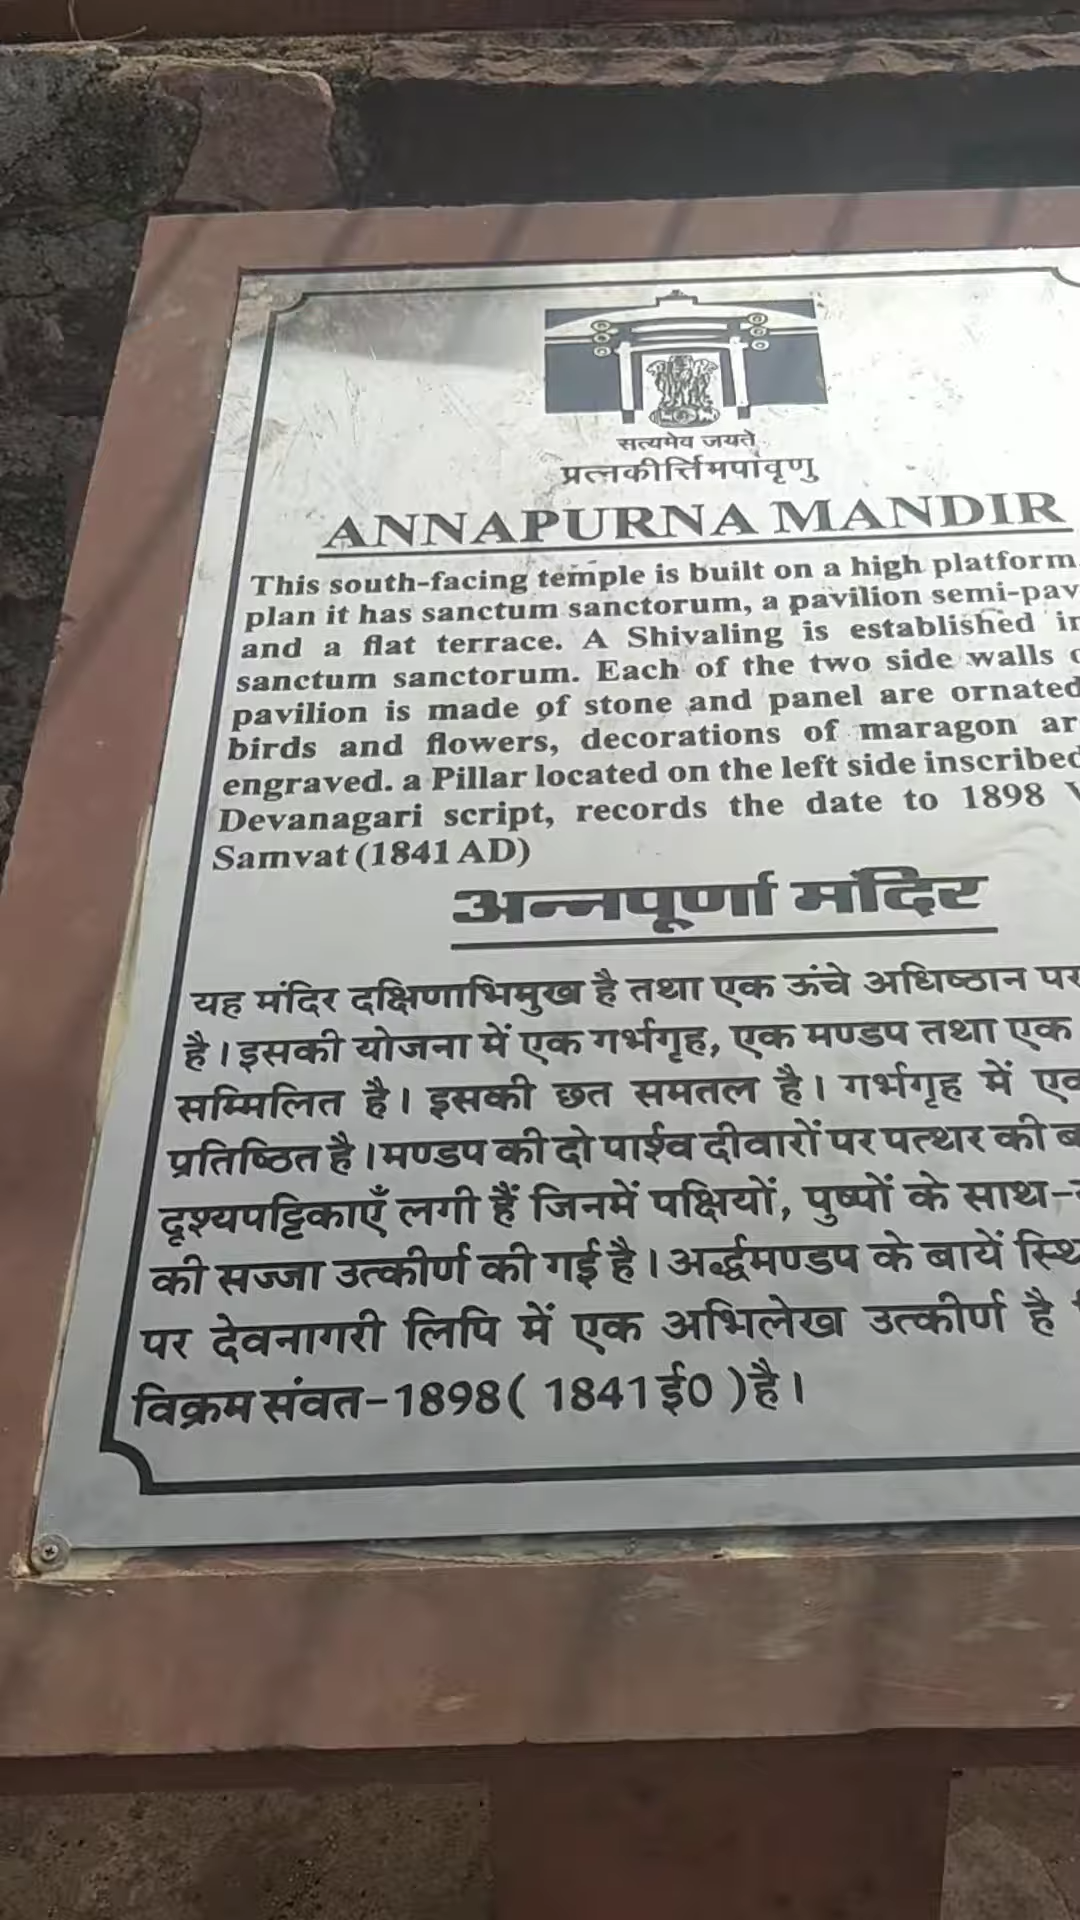 सत्यमेव जयते
प्रत्नकीर्त्तिमपावृणु
ANNAPURNA MANDIR
This south-facing temple is built on a high platform
plan it has sanctum sanctorum, a pavilion semi-pav
and a flat terrace. A Shivaling is established in
sanctum sanctorum. Each of the two side walls
pavilion is made of stone and panel are ornated
birds and flowers, decorations of maragon ar
engraved. a Pillar located on the left side inscribed
Devanagari script, records the date to 1898
Samvat (1841 AD)
अन्नपूर्णा मंदिर
यह मंदिर दक्षिणाभिमुख है तथा एक ऊंचे अधिष्ठान पर
है। इसकी योजना में एक गर्भगृह, एक मण्डप तथा एक
सम्मिलित है। इसकी छत समतल है। गर्भगृह में
प्रतिष्ठित है। मण्डप की दो पार्श्व दीवारों पर पत्थर की
दृश्यपट्टिकाएँ लगी हैं जिनमें पक्षियों, पुष्पों के साथ-
की सज्जा उत्कीर्ण की गई है। अर्द्धमण्डप के बायें
पर देवनागरी लिपि में एक अभिलेख उत्कीर्ण है
विक्रम संवत-1898 ( 1841 ई0 ) है।